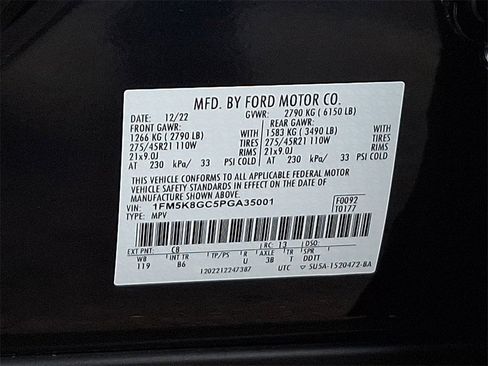 MFD. BY FORD MOTOR CO.
DATE: 12/22 GVWR: 2790 KG ( 6150 LB)
FRONT GAWR: REAR GAWR:
1266 KG ( 2790 LB) 1583 KG ( 3490 LB)
275/45R21 110W TIRES 275/45R21 110W TIRES
21x9.0J RIMS 21x9.0J RIMS
AT 230 kPa/ 33 PSI COLD AT 230 kPa/ 33 PSI COLD
THIS VEHICLE CONFORMS TO ALL APPLICABLE FEDERAL MOTOR
VEHICLE SAFETY STANDARDS IN EFFECT ON THE DATE OF
MANUFACTURE SHOWN ABOVE.
VIN: 1FM5K8GC5PGA35001 F0092
TYPE: MPV T0177
EXT PNT: C8 RC: 13 DSO:
WB INT TR TP/PS R AXLE TR SPR
119 B6 U 3B T DDTT
1202212247387 UTC ▽ 5U5A-1520472-BA